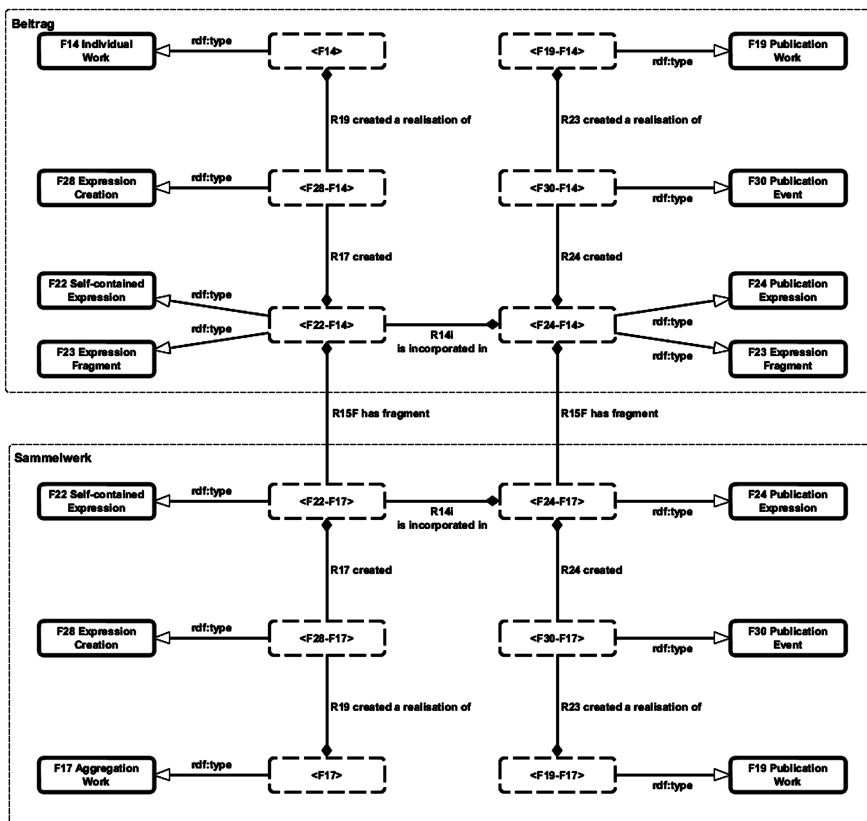 Beitrag
F14 Individual
Work
rdf:type
<F14>
<F19-F14>
rdf:type
F19 Publication
Work
R19 created a realisation of
R23 created a realisation of
F28 Expression
Creation
rdf:type
<F28-F14>
<F30-F14>
rdf:type
F30 Publication
Event
R17 created
R24 created
F22 Self-contained
Expression
rdf:type
F24 Publication
Expression
rdf:type
<F22-F14>
R14i
is incorporated in
<F24-F14>
rdf:type
F23 Expression
Fragment
rdf:type
F23 Expression
Fragment
R15F has fragment
R15F has fragment
Sammelwerk
F22 Self-contained
Expression
rdf:type
<F22-F17>
R14i
is incorporated in
<F24-F17>
rdf:type
F24 Publication
Expression
R17 created
R24 created
F28 Expression
Creation
rdf:type
<F28-F17>
<F30-F17>
rdf:type
F30 Publication
Event
R19 created a realisation of
R23 created a realisation of
F17 Aggregation
Work
rdf:type
<F17>
<F19-F17>
rdf:type
F19 Publication
Work